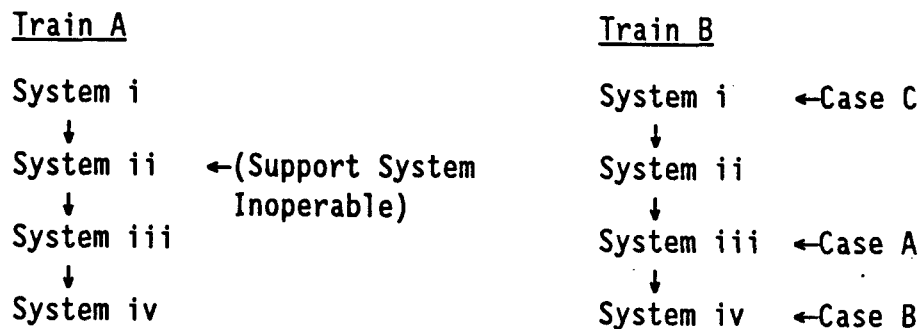 Train A
System i
↓
System ii ←(Support System
Inoperable)
↓
System iii
↓
System iv
Train B
System i ←Case C
↓
System ii
↓
System iii ←Case A
↓
System iv ←Case B